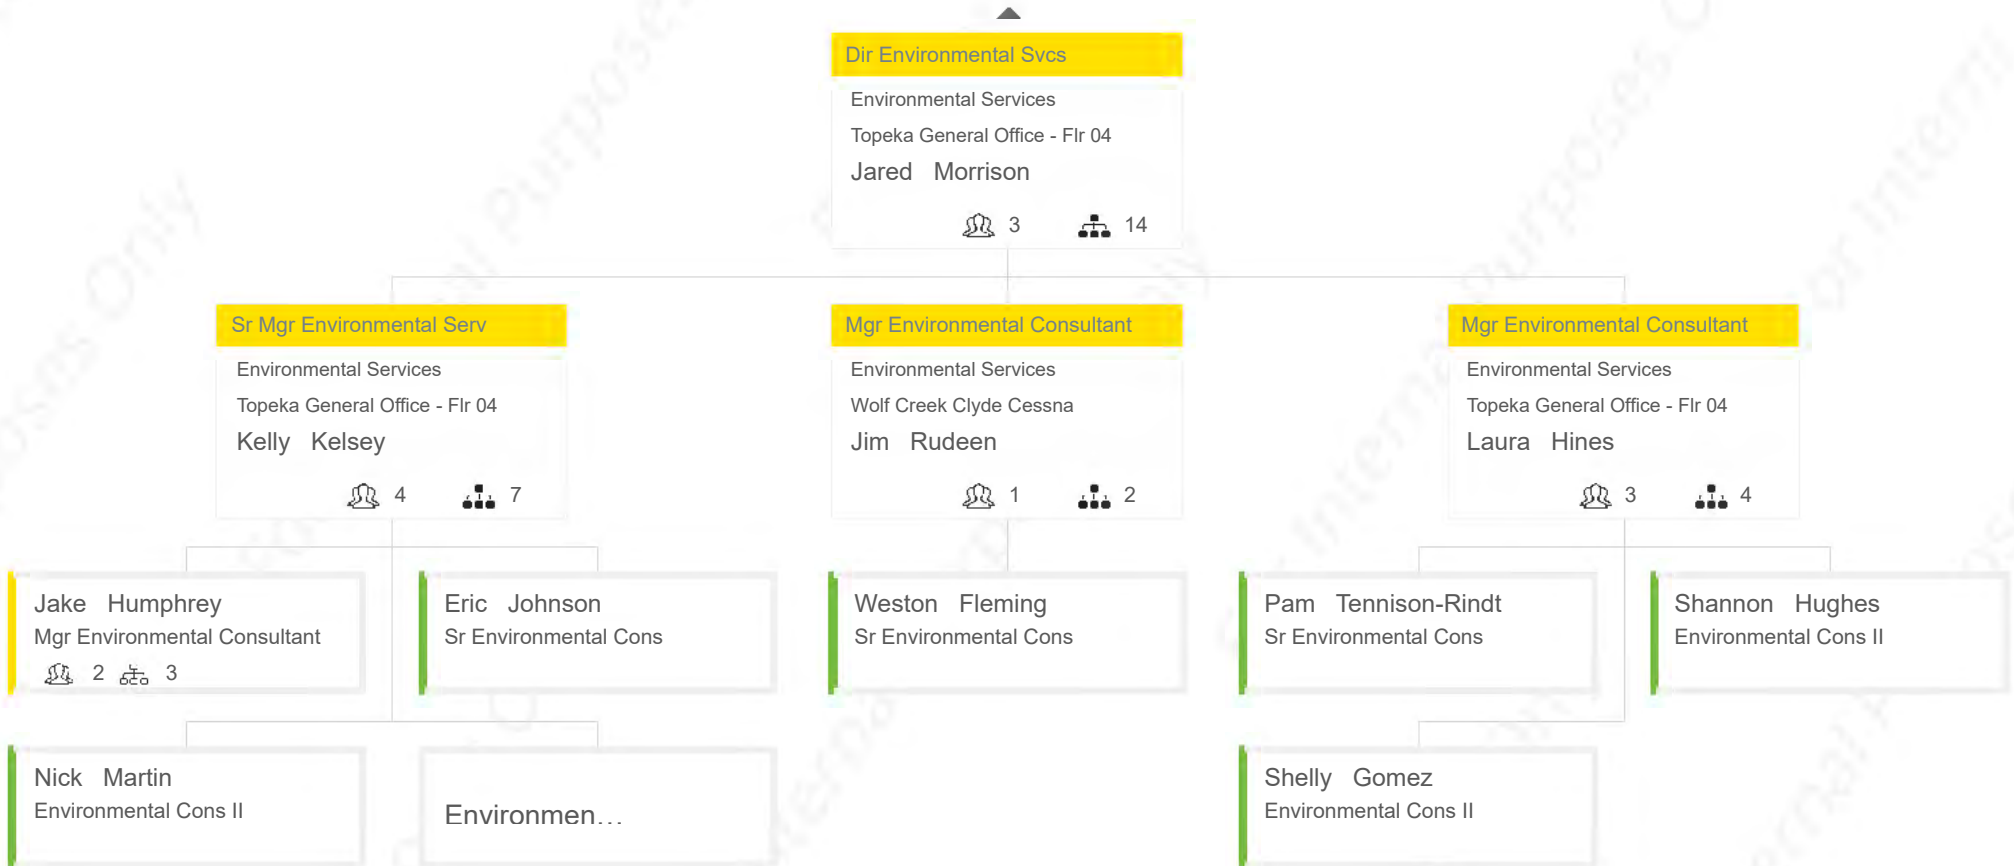 Dir Environmental Svcs
Environmental Services
Topeka General Office - Flr 04
Jared Morrison
3 14
Sr Mgr Environmental Serv
Environmental Services
Topeka General Office - Flr 04
Kelly Kelsey
4 7
Mgr Environmental Consultant
Environmental Services
Wolf Creek Clyde Cessna
Jim Rudeen
1 2
Mgr Environmental Consultant
Environmental Services
Topeka General Office - Flr 04
Laura Hines
3 4
Jake Humphrey
Mgr Environmental Consultant
2 3
Eric Johnson
Sr Environmental Cons
Weston Fleming
Sr Environmental Cons
Pam Tennison-Rindt
Sr Environmental Cons
Shannon Hughes
Environmental Cons II
Nick Martin
Environmental Cons II
Environmen…
Shelly Gomez
Environmental Cons II